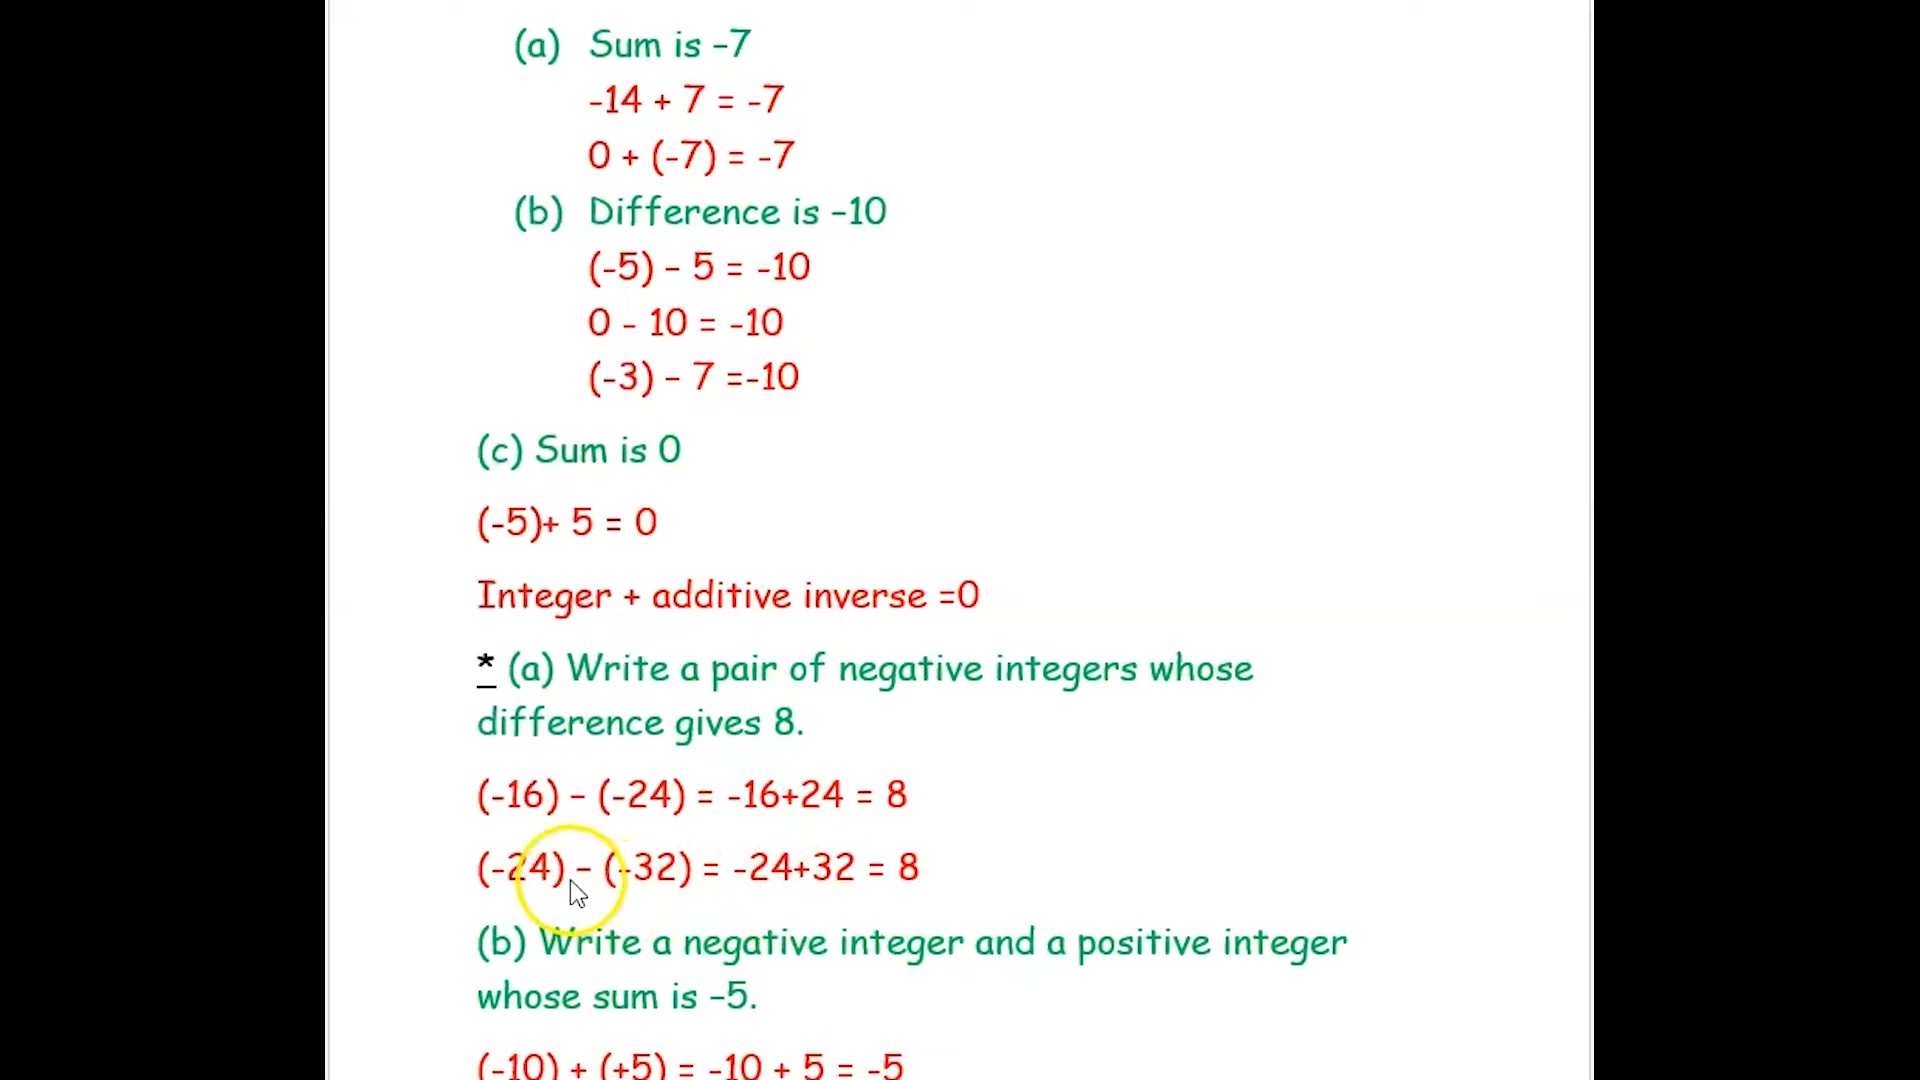 (a) Sum is –7
-14 + 7 = -7
0 + (-7) = -7
(b) Difference is –10
(-5) – 5 = -10
0 - 10 = -10
(-3) – 7 =-10
(c) Sum is 0
(-5)+ 5 = 0
Integer + additive inverse =0
* (a) Write a pair of negative integers whose
difference gives 8.
(-16) – (-24) = -16+24 = 8
(-24) – (-32) = -24+32 = 8
(b) Write a negative integer and a positive integer
whose sum is –5.
(-10) + (+5) = -10 + 5 = -5